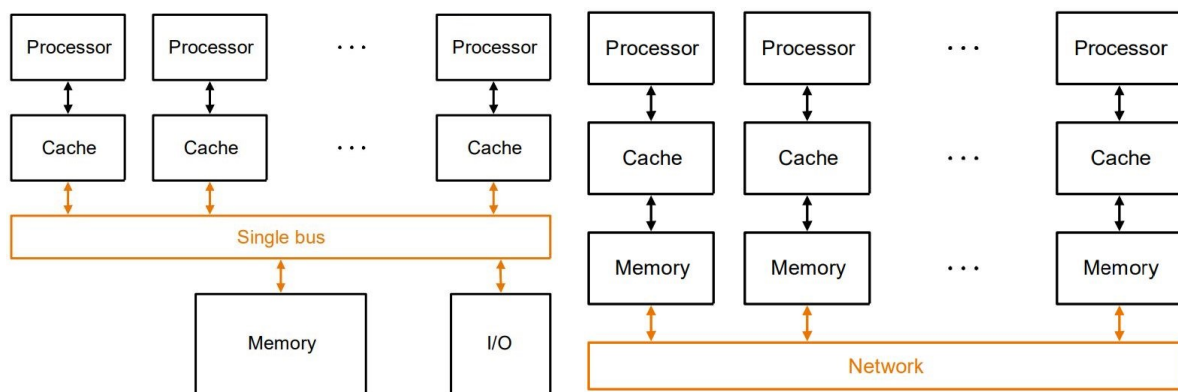 Processor Processor ... Processor
Cache Cache ... Cache
Single bus
Memory I/O
Processor Processor ... Processor
Cache Cache ... Cache
Memory Memory ... Memory
Network